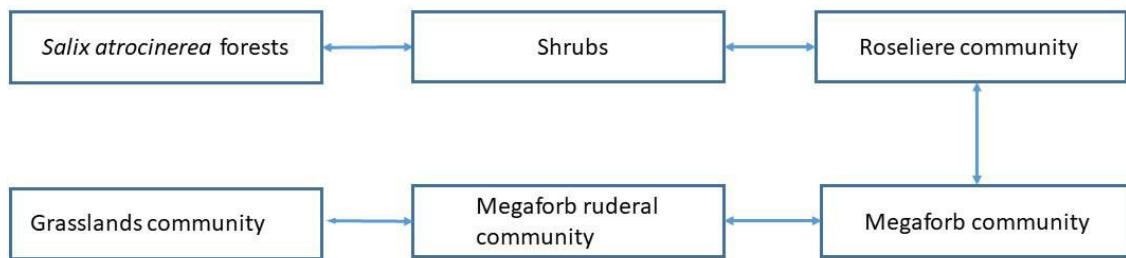 Salix atrocinerea forests
Shrubs
Roseliere community
Grasslands community
Megaforb ruderal
community
Megaforb community